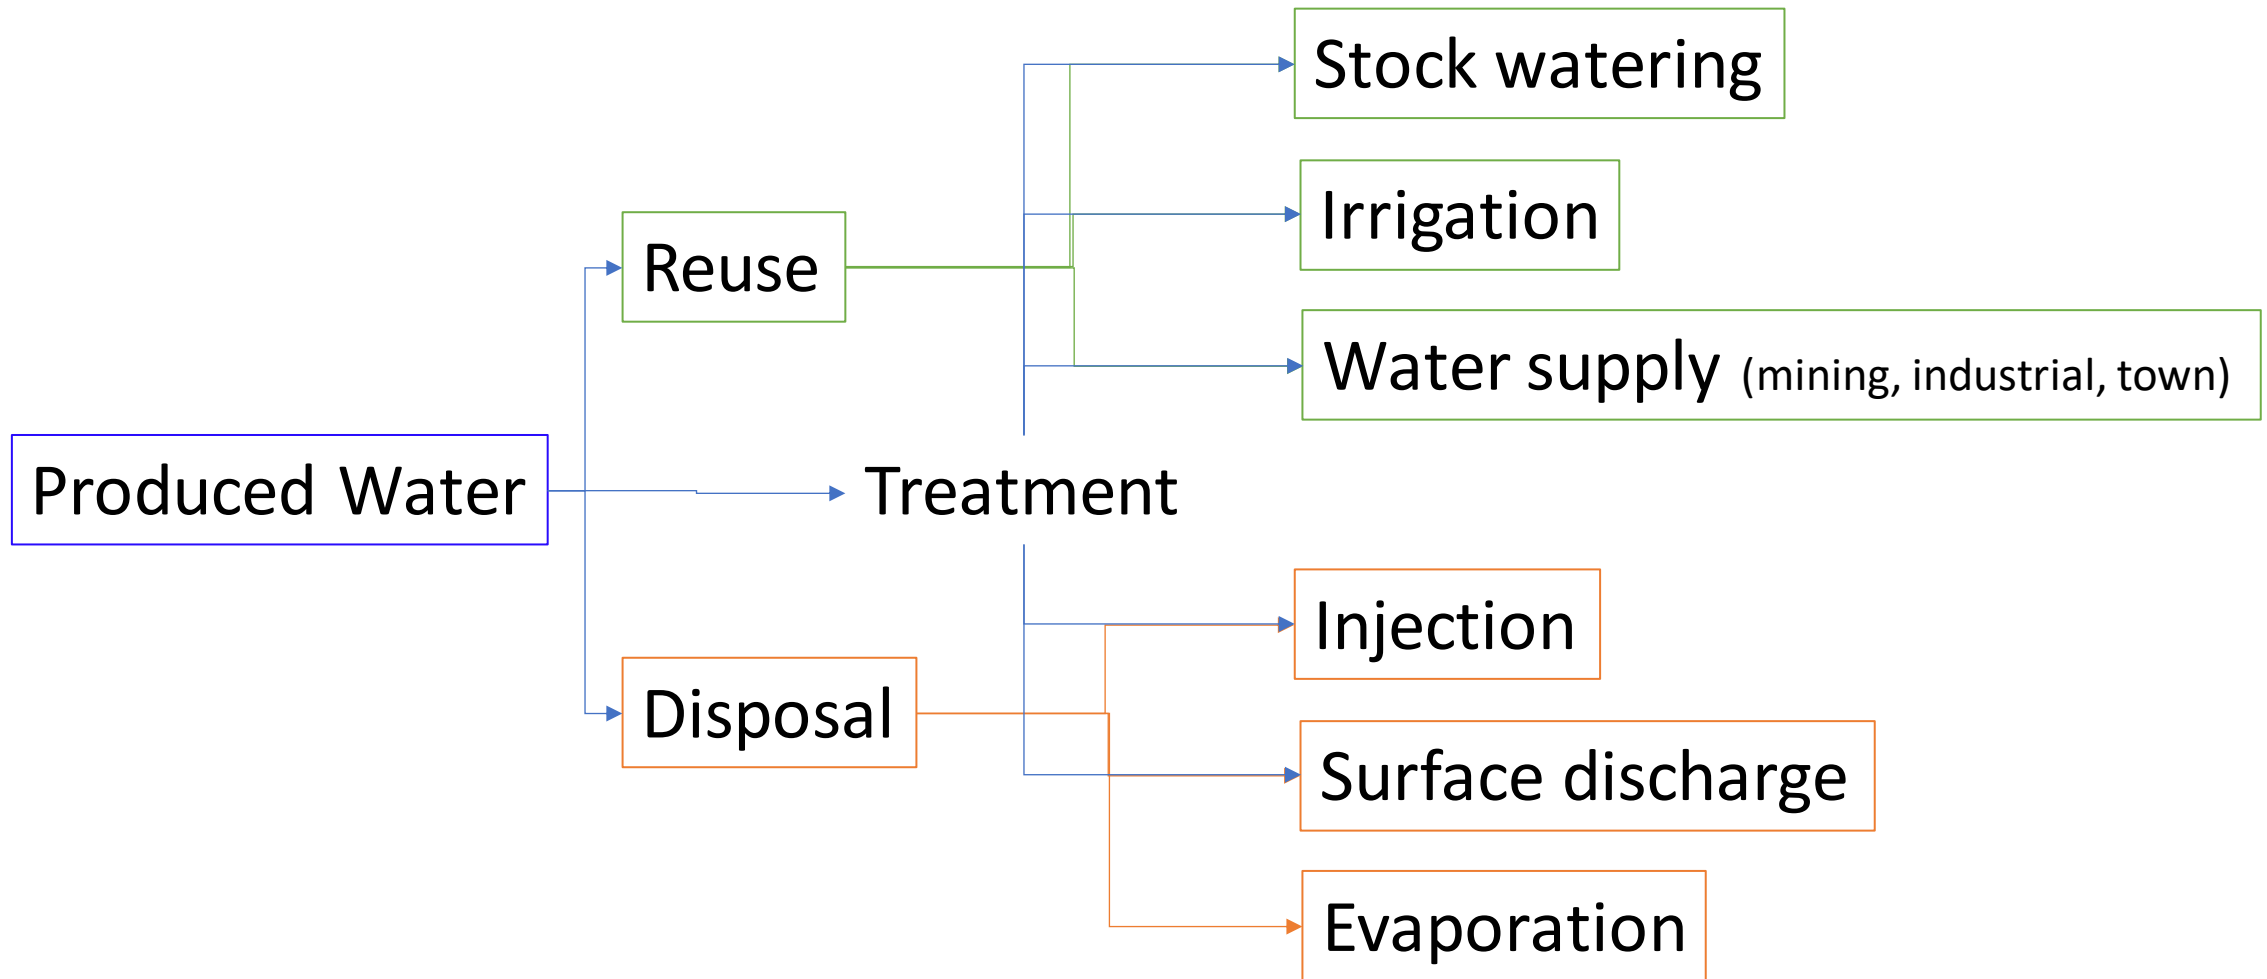 Stock watering
Irrigation
Reuse
Water supply (mining, industrial, town)
Produced Water
Treatment
Injection
Disposal
Surface discharge
Evaporation